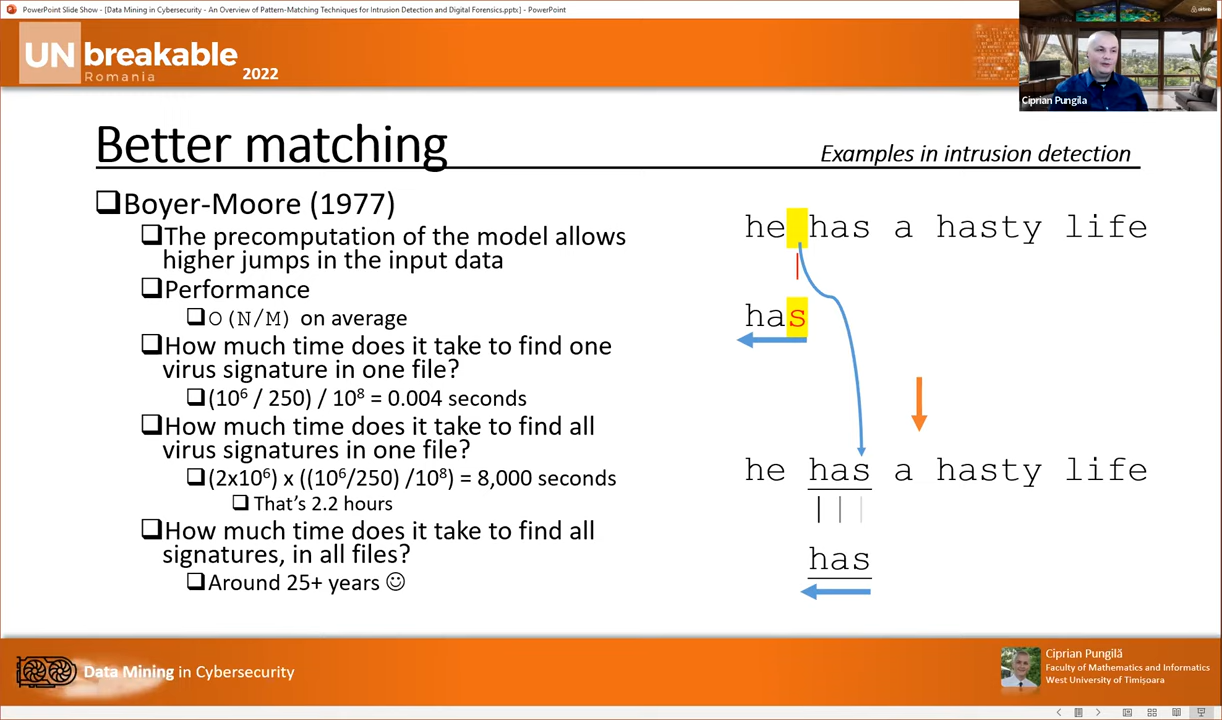 PowerPoint Slide Show - [Data Mining in Cybersecurity - An Overview of Pattern-Matching Techniques for Intrusion Detection and Digital Forensics.pptx] - PowerPoint
UNbreakable
Romania
2022
Ciprian Pungila
Better matching
Examples in intrusion detection
❑Boyer-Moore (1977)
❑The precomputation of the model allows
higher jumps in the input data
❑Performance
❑O(N/M) on average
❑How much time does it take to find one
virus signature in one file?
❑(10⁶ / 250) / 10⁸ = 0.004 seconds
❑How much time does it take to find all
virus signatures in one file?
❑(2x10⁶) x ((10⁶/250) /10⁸) = 8,000 seconds
❑ That's 2.2 hours
❑How much time does it take to find all
signatures, in all files?
❑Around 25+ years ☺
he has a hasty life
has
he has a hasty life
has
Data Mining in Cybersecurity
Ciprian Pungilă
Faculty of Mathematics and Informatics
West University of Timișoara